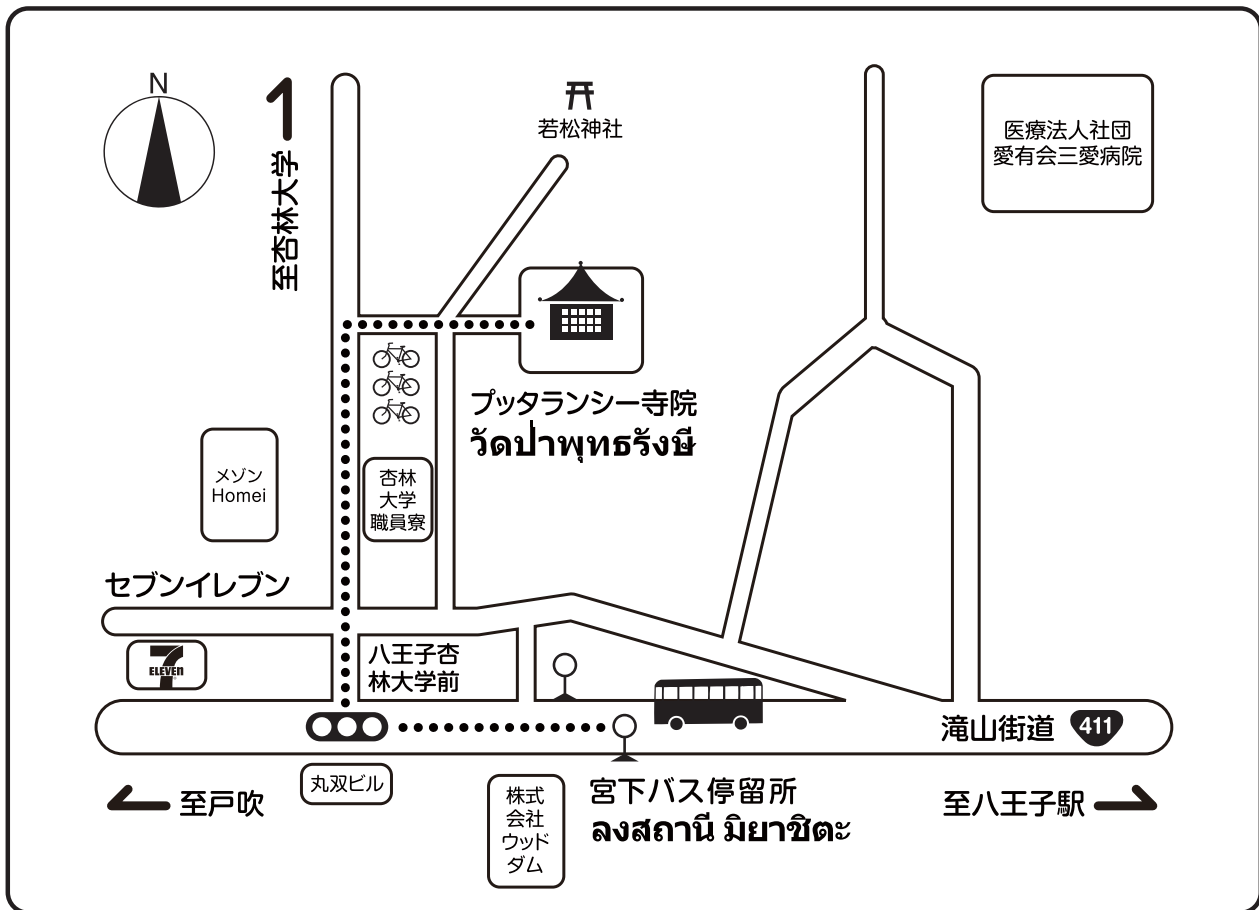 N
至杏林大学
若松神社
医療法人社団
愛有会三愛病院
プッタランシー寺院
วัดป่าพุทธรังษี
メゾン
Homei
杏林
大学
職員寮
セブンイレブン
7
ELEVEn
八王子杏
林大学前
滝山街道
411
丸双ビル
至戸吹
株式
会社
ウッド
ダム
宮下バス停留所
ลงสถานี มิยาชิตะ
至八王子駅